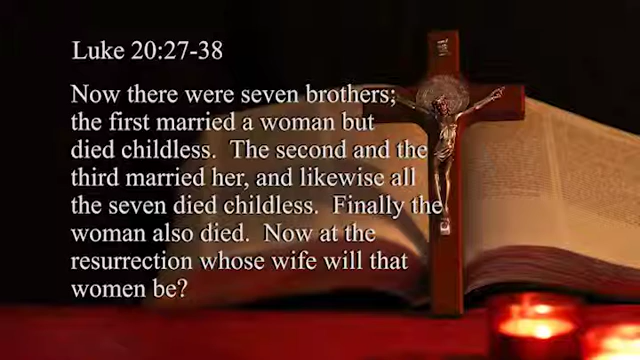 Luke 20:27-38
Now there were seven brothers;
the first married a woman but
died childless. The second and the
third married her, and likewise all
the seven died childless. Finally the
woman also died. Now at the
resurrection whose wife will that
women be?